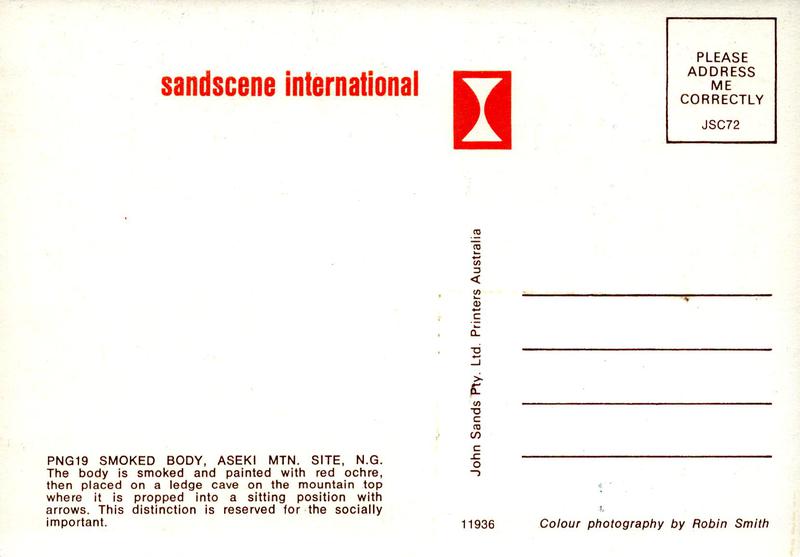 sandscene international
PLEASE
ADDRESS
ME
CORRECTLY
JSC72
John Sands Pty. Ltd. Printers Australia
PNG19 SMOKED BODY, ASEKI MTN. SITE, N.G.
The body is smoked and painted with red ochre,
then placed on a ledge cave on the mountain top
where it is propped into a sitting position with
arrows. This distinction is reserved for the socially
important.
11936
Colour photography by Robin Smith